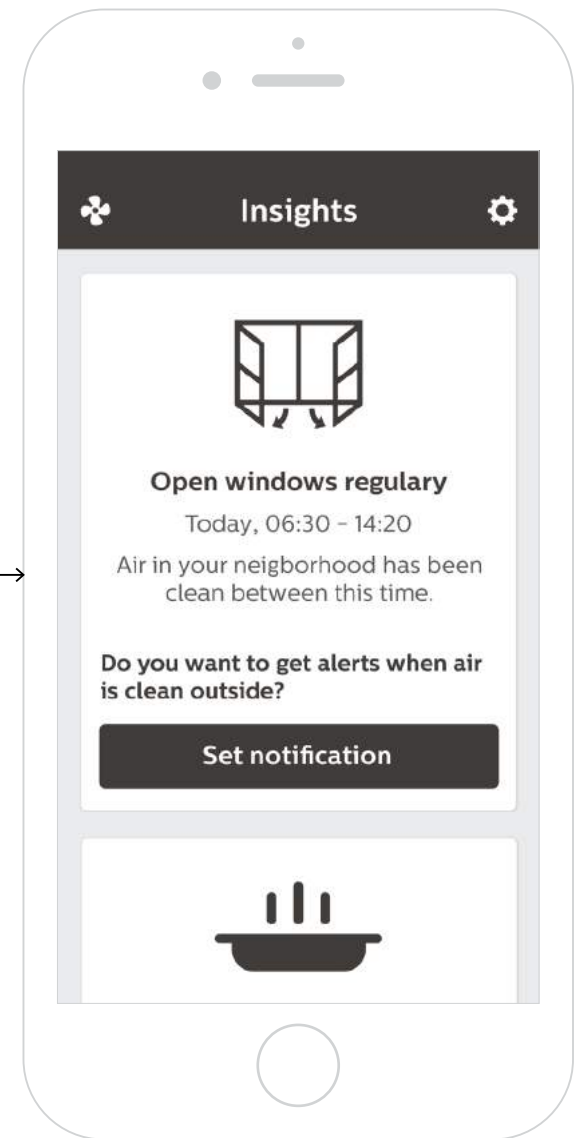 Insights
Open windows regulary
Today, 06:30 – 14:20
Air in your neigborhood has been
clean between this time.
Do you want to get alerts when air
is clean outside?
Set notification